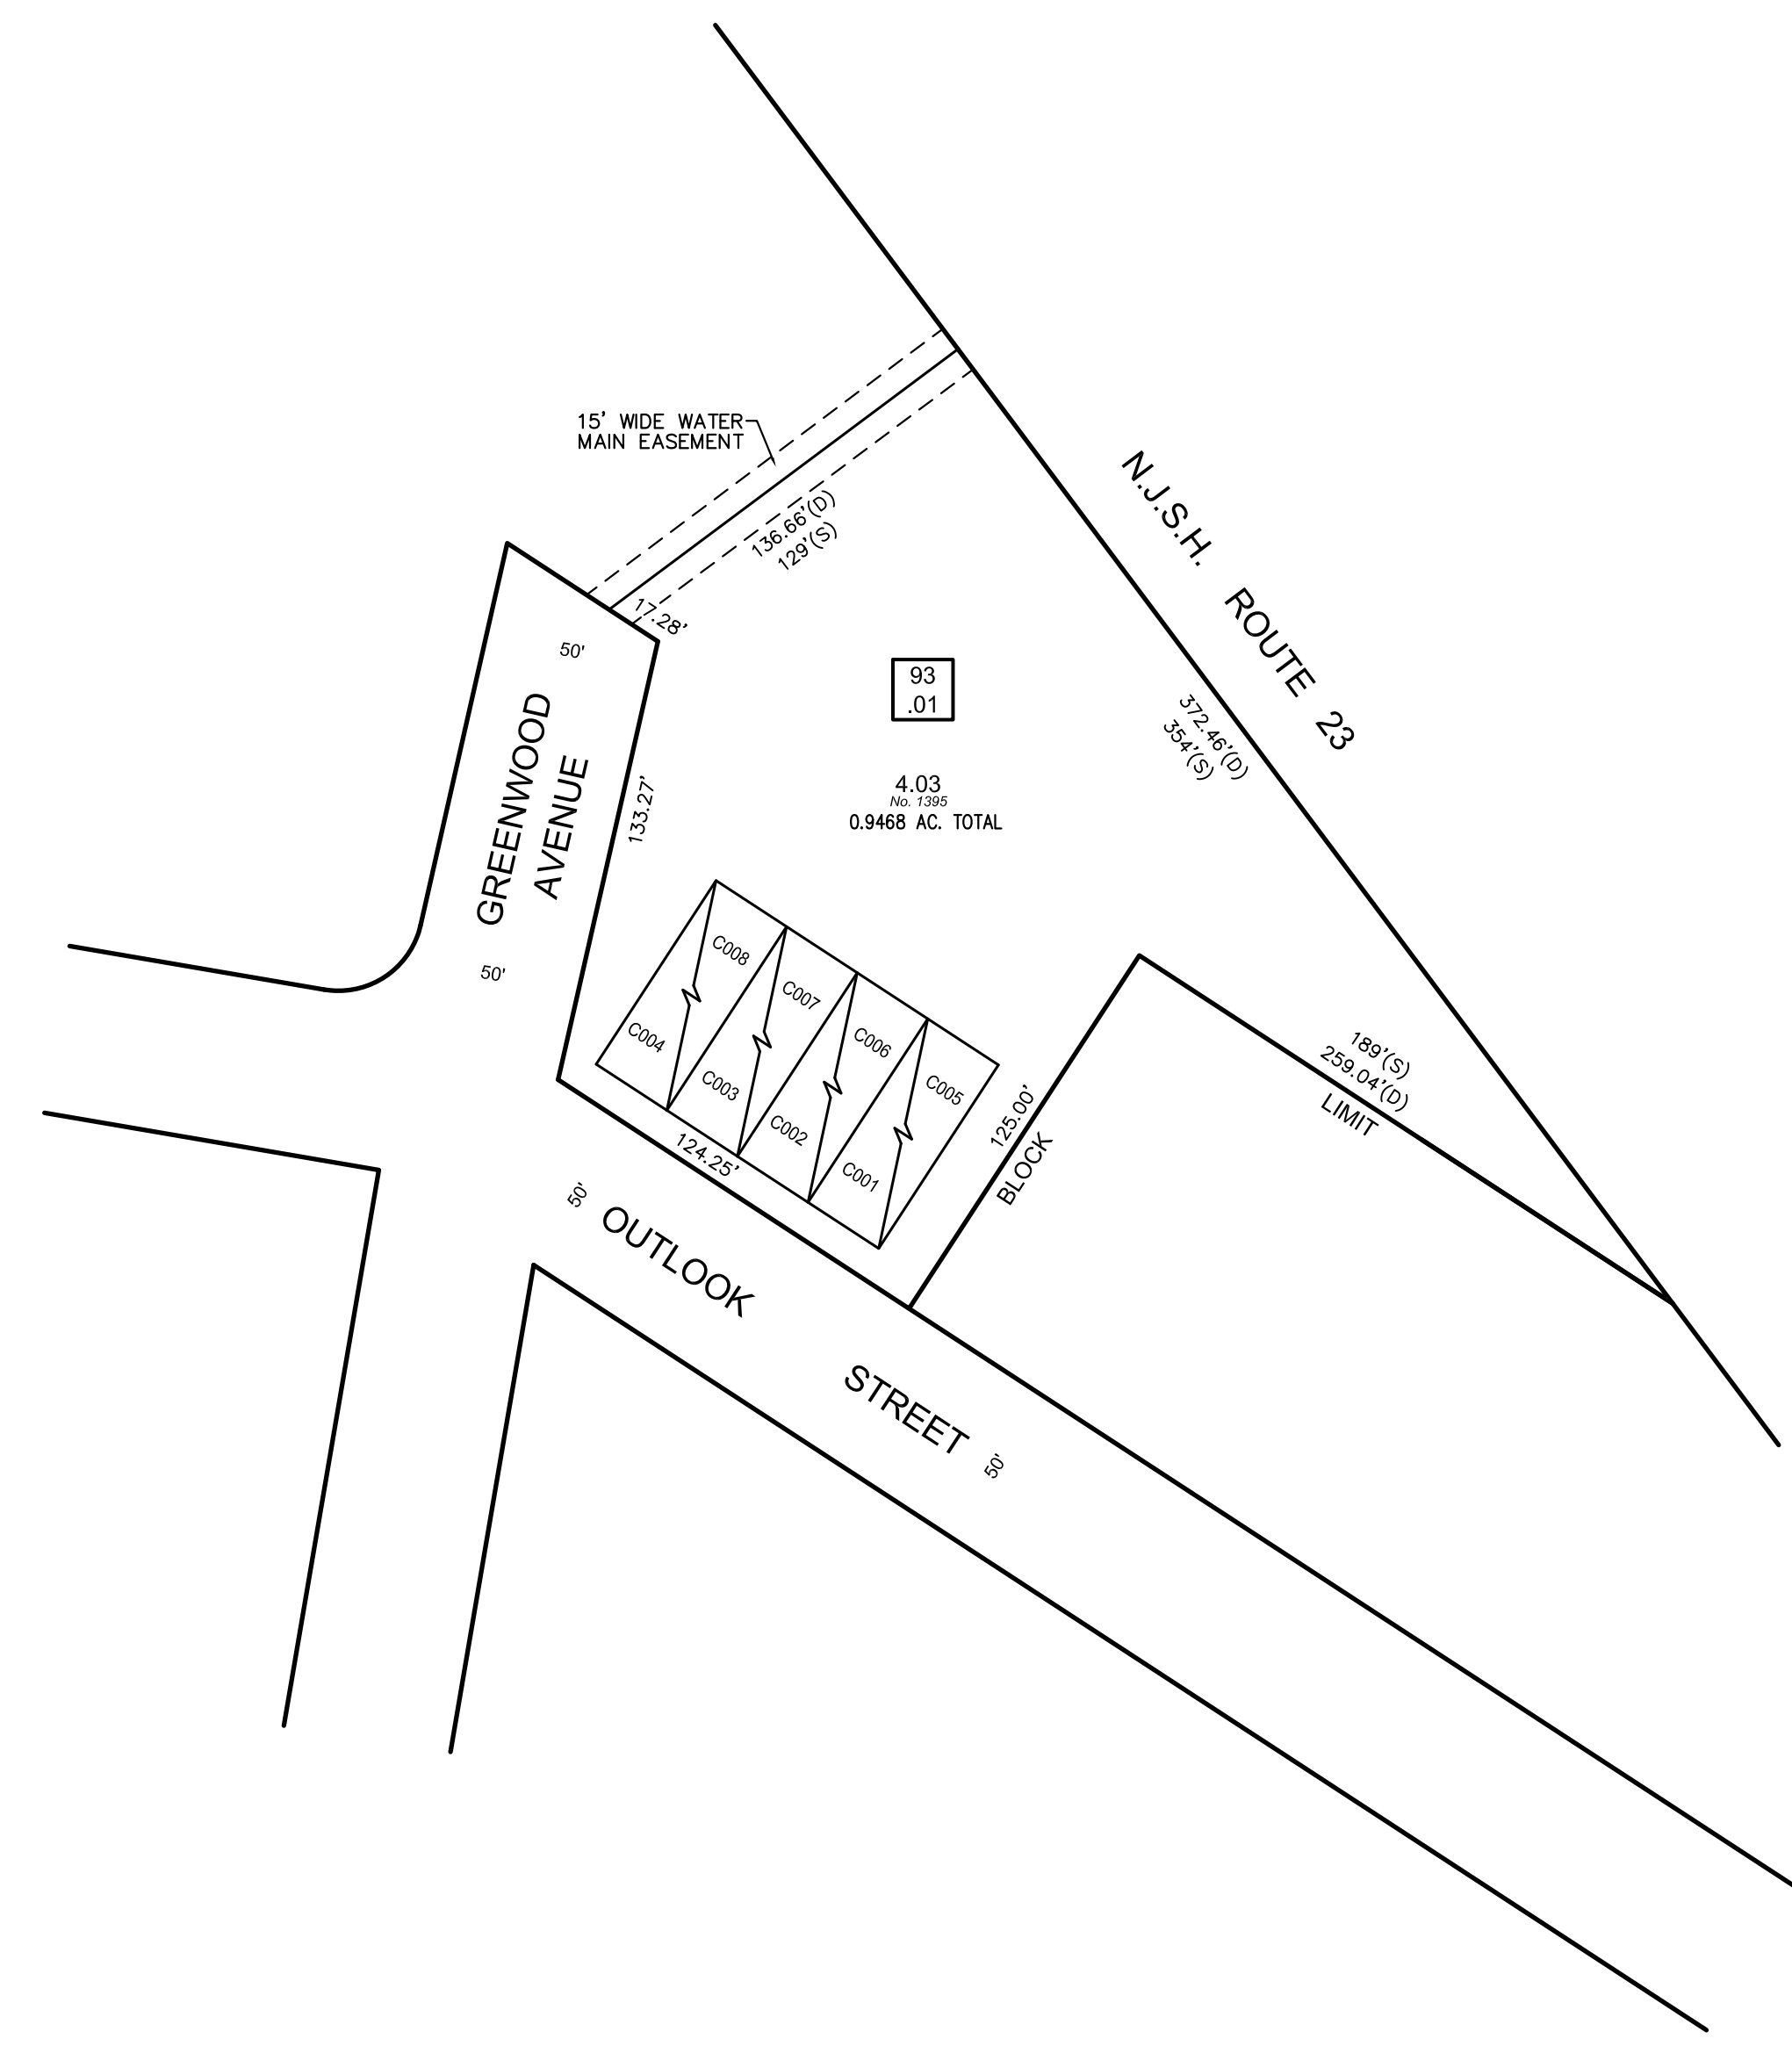 15' WIDE WATER
MAIN EASEMENT
136.66'(D)
129'(S)
N.J.S.H. ROUTE 23
17.28'
50'
93
.01
372.46'(D)
354'(S)
GREENWOOD
AVENUE
133.27'
4.03
No. 1395
0.9468 AC. TOTAL
50'
C008
C007
C006
C005
C004
C003
C002
C001
125.00'
BLOCK
189'(S)
259.04'(D)
LIMIT
124.25'
50'
OUTLOOK STREET
50'